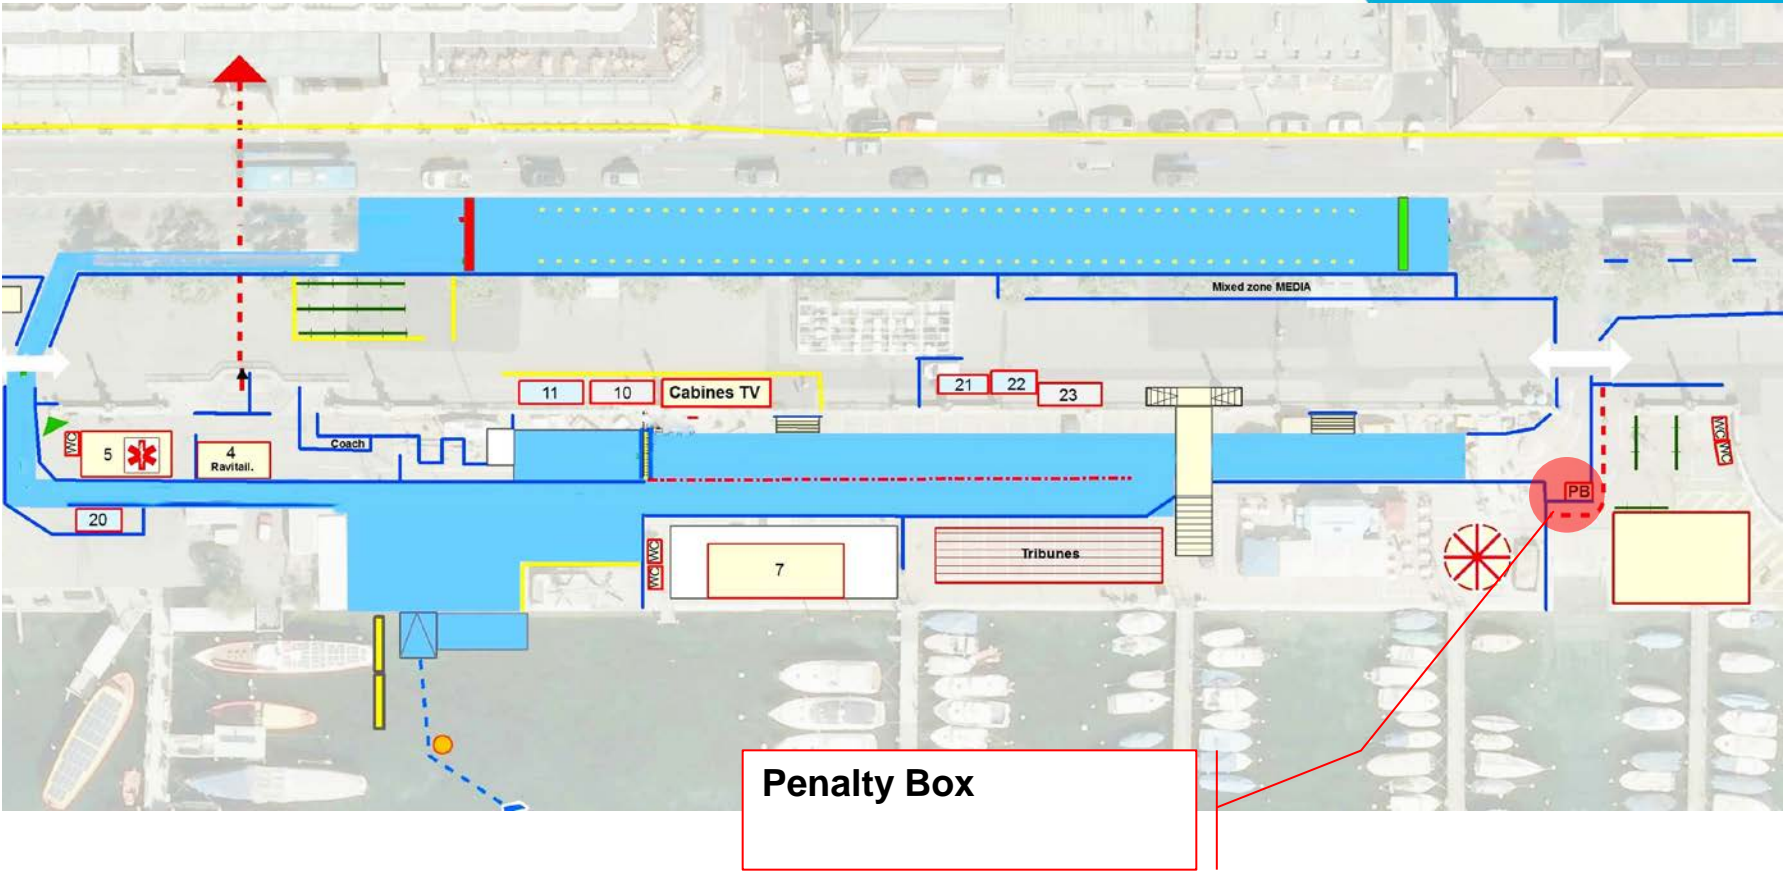 Mixed zone MEDIA
11
10
Cabines TV
21
22
23
WC
5
4
Ravitail.
Coach
WC
WC
PB
20
WC
WC
7
Tribunes
Penalty Box